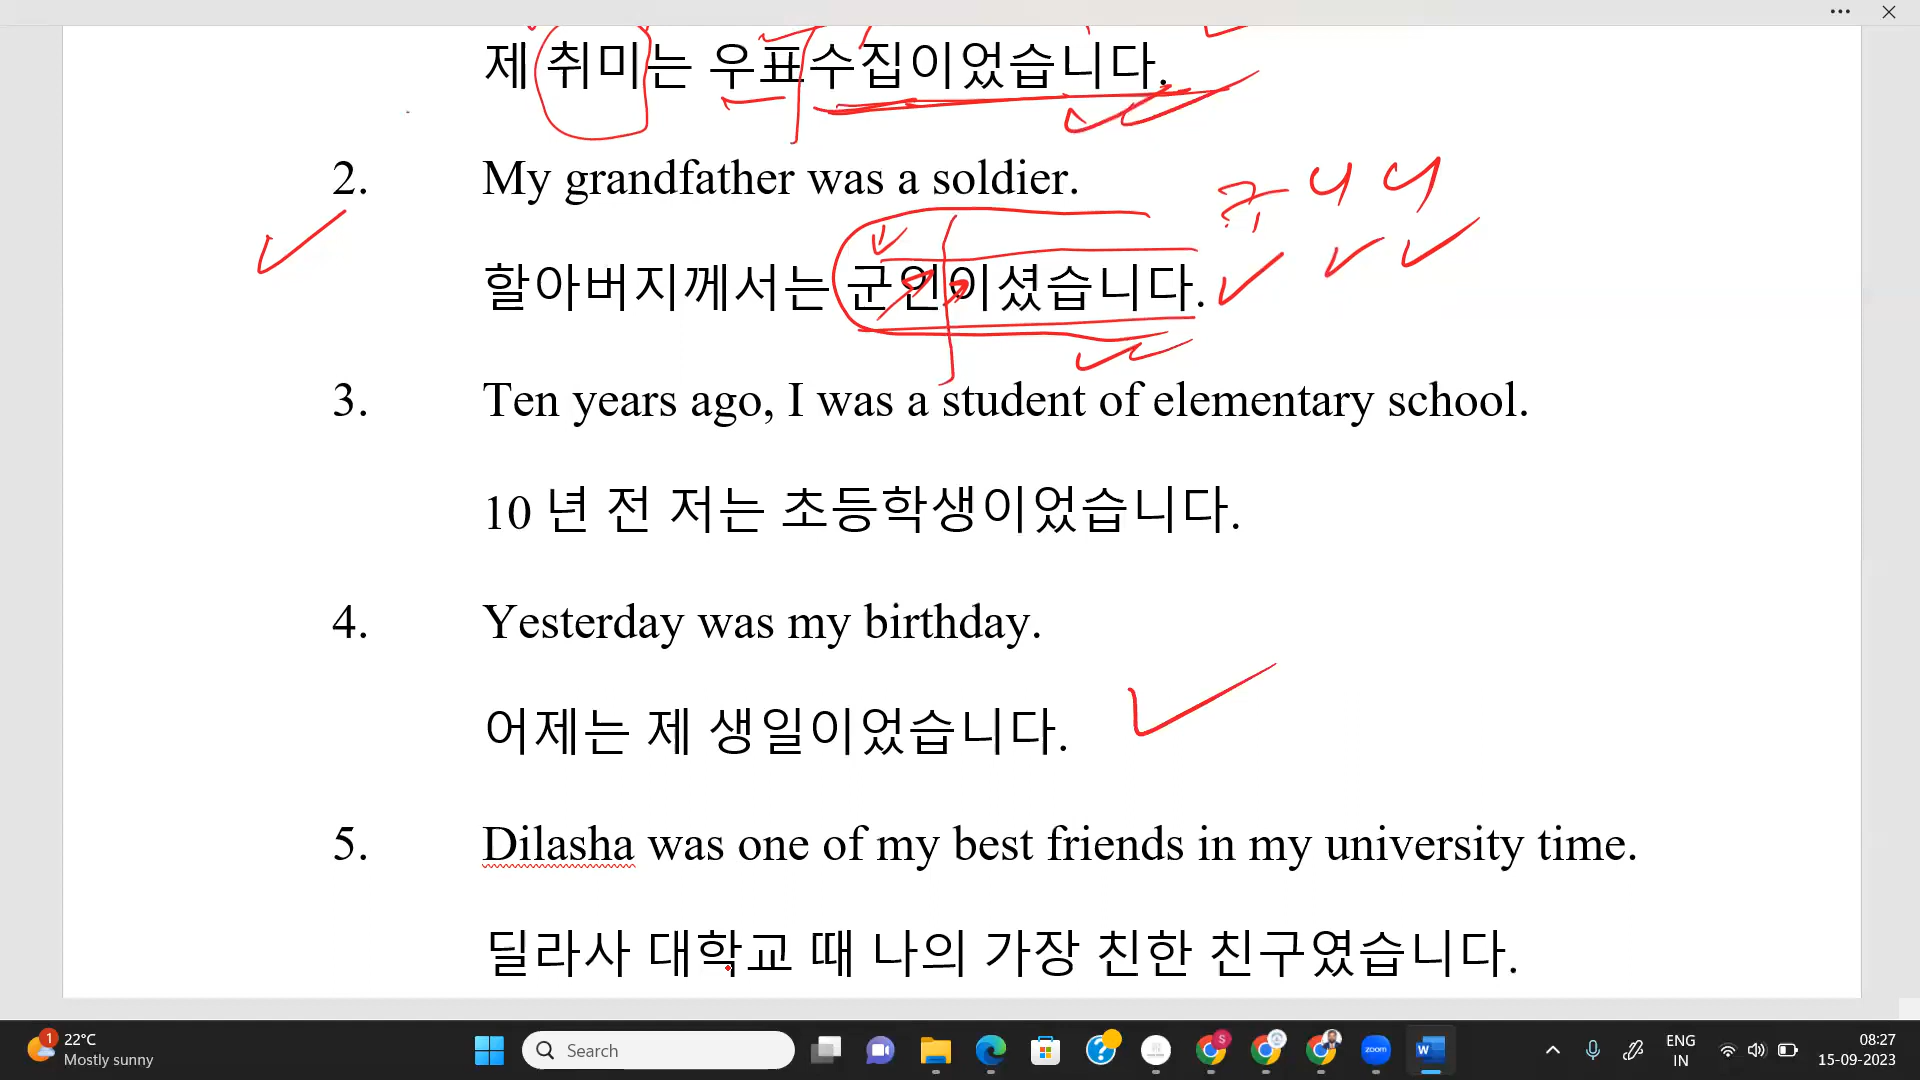 제 취미는 우표수집이었습니다.
2. My grandfather was a soldier.
할아버지께서는 군인이셨습니다.
3. Ten years ago, I was a student of elementary school.
10 년 전 저는 초등학생이었습니다.
4. Yesterday was my birthday.
어제는 제 생일이었습니다.
5. Dilasha was one of my best friends in my university time.
딜라사 대학교 때 나의 가장 친한 친구였습니다.
1
22°C
Mostly sunny
Search
S
zoom
W
ENG
IN
08:27
15-09-2023